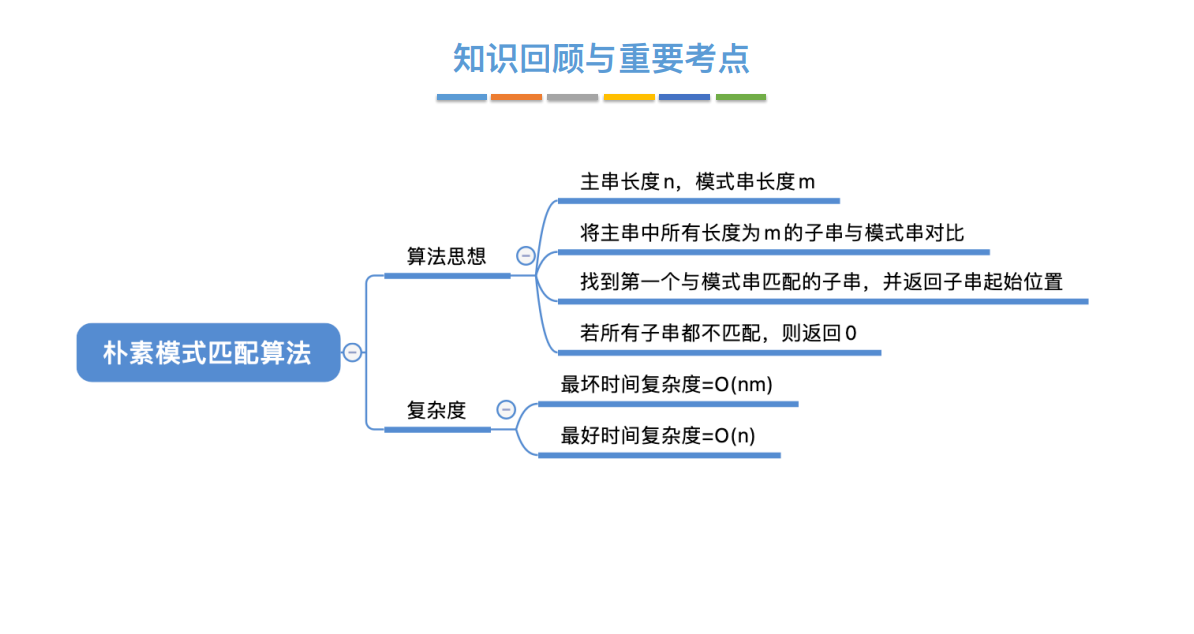 知识回顾与重要考点
朴素模式匹配算法
算法思想
主串长度n，模式串长度m
将主串中所有长度为m的子串与模式串对比
找到第一个与模式串匹配的子串，并返回子串起始位置
若所有子串都不匹配，则返回0
复杂度
最坏时间复杂度=O(nm)
最好时间复杂度=O(n)